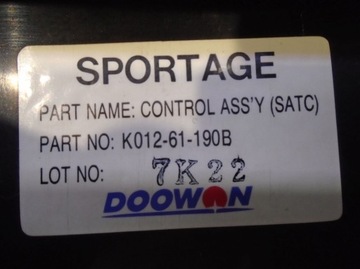 SPORTAGE
PART NAME: CONTROL ASS'Y (SATC)
PART NO: K012-61-190B
LOT NO: 7K22
DOOWON